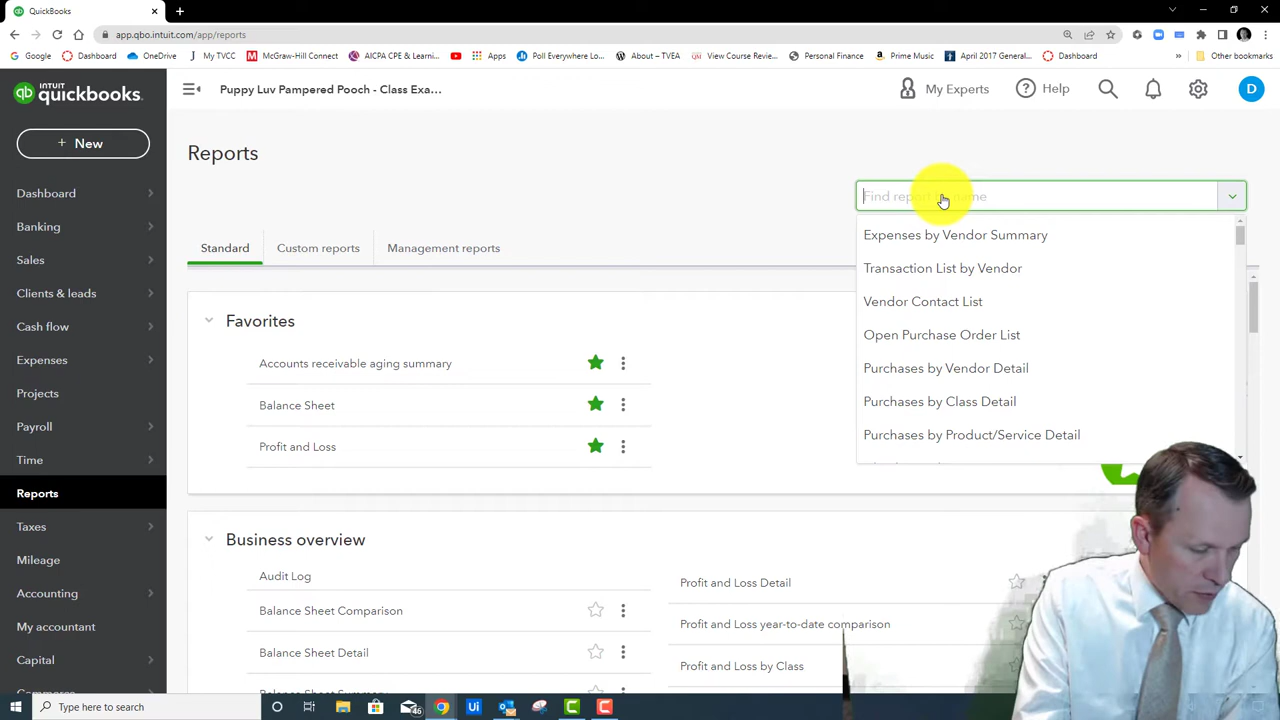 QuickBooks
app.qbo.intuit.com/app/reports
Google
Dashboard
OneDrive
My TVCC
McGraw-Hill Connect
AICPA CPE & Learni...
Apps
Poll Everywhere Lo...
About – TVEA
View Course Review...
Personal Finance
Prime Music
April 2017 General...
Dashboard
Other bookmarks
INTUIT
quickbooks.
Puppy Luv Pampered Pooch - Class Exa...
My Experts
Help
D
+ New
Reports
Dashboard
Banking
Sales
Clients & leads
Cash flow
Expenses
Projects
Payroll
Time
Reports
Taxes
Mileage
Accounting
My accountant
Capital
Find report by name
Expenses by Vendor Summary
Transaction List by Vendor
Vendor Contact List
Open Purchase Order List
Purchases by Vendor Detail
Purchases by Class Detail
Purchases by Product/Service Detail
Standard
Custom reports
Management reports
Favorites
Accounts receivable aging summary
Balance Sheet
Profit and Loss
Business overview
Audit Log
Balance Sheet Comparison
Balance Sheet Detail
Profit and Loss Detail
Profit and Loss year-to-date comparison
Profit and Loss by Class
Type here to search
46